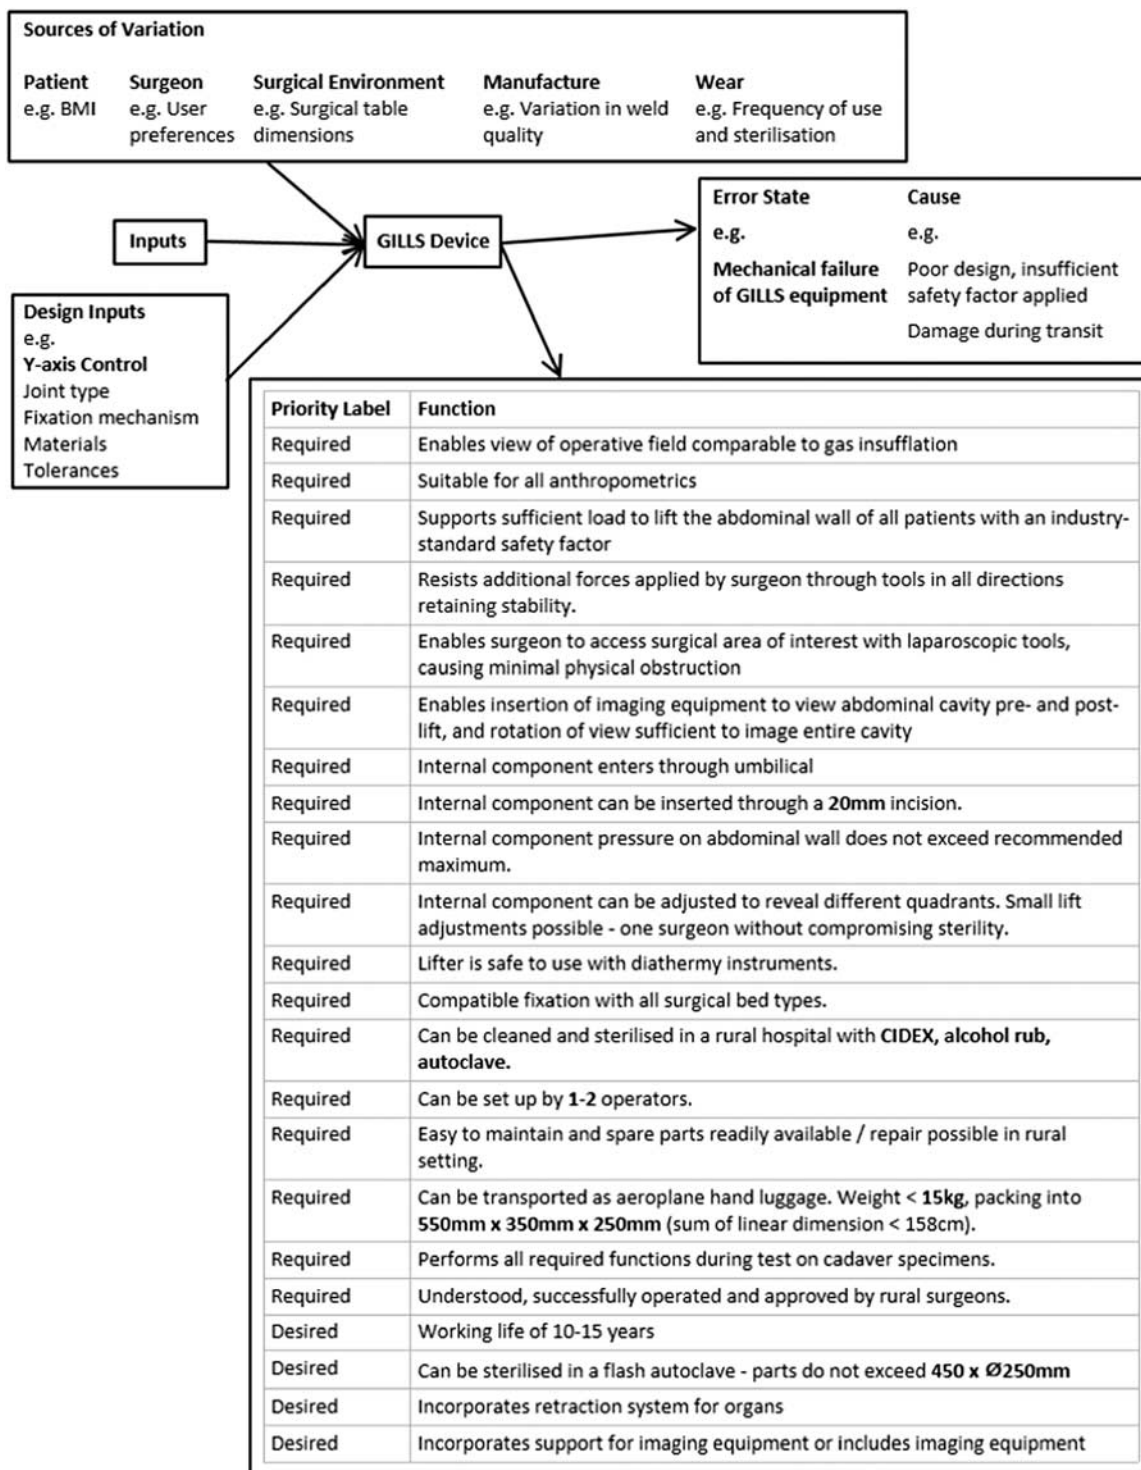 Sources of Variation
Patient
e.g. BMI
Surgeon
e.g. User
preferences
Surgical Environment
e.g. Surgical table
dimensions
Manufacture
e.g. Variation in weld
quality
Wear
e.g. Frequency of use
and sterilisation
Inputs
GILLS Device
Error State
e.g.
Mechanical failure
of GILLS equipment
Cause
e.g.
Poor design, insufficient
safety factor applied
Damage during transit
Design Inputs
e.g.
Y-axis Control
Joint type
Fixation mechanism
Materials
Tolerances
Priority Label Function
Required Enables view of operative field comparable to gas insufflation
Required Suitable for all anthropometrics
Required Supports sufficient load to lift the abdominal wall of all patients with an industry-
standard safety factor
Required Resists additional forces applied by surgeon through tools in all directions
retaining stability.
Required Enables surgeon to access surgical area of interest with laparoscopic tools,
causing minimal physical obstruction
Required Enables insertion of imaging equipment to view abdominal cavity pre- and post-
lift, and rotation of view sufficient to image entire cavity
Required Internal component enters through umbilical
Required Internal component can be inserted through a 20mm incision.
Required Internal component pressure on abdominal wall does not exceed recommended
maximum.
Required Internal component can be adjusted to reveal different quadrants. Small lift
adjustments possible - one surgeon without compromising sterility.
Required Lifter is safe to use with diathermy instruments.
Required Compatible fixation with all surgical bed types.
Required Can be cleaned and sterilised in a rural hospital with CIDEX, alcohol rub,
autoclave.
Required Can be set up by 1-2 operators.
Required Easy to maintain and spare parts readily available / repair possible in rural
setting.
Required Can be transported as aeroplane hand luggage. Weight < 15kg, packing into
550mm x 350mm x 250mm (sum of linear dimension < 158cm).
Required Performs all required functions during test on cadaver specimens.
Required Understood, successfully operated and approved by rural surgeons.
Desired Working life of 10-15 years
Desired Can be sterilised in a flash autoclave - parts do not exceed 450 x Ø250mm
Desired Incorporates retraction system for organs
Desired Incorporates support for imaging equipment or includes imaging equipment